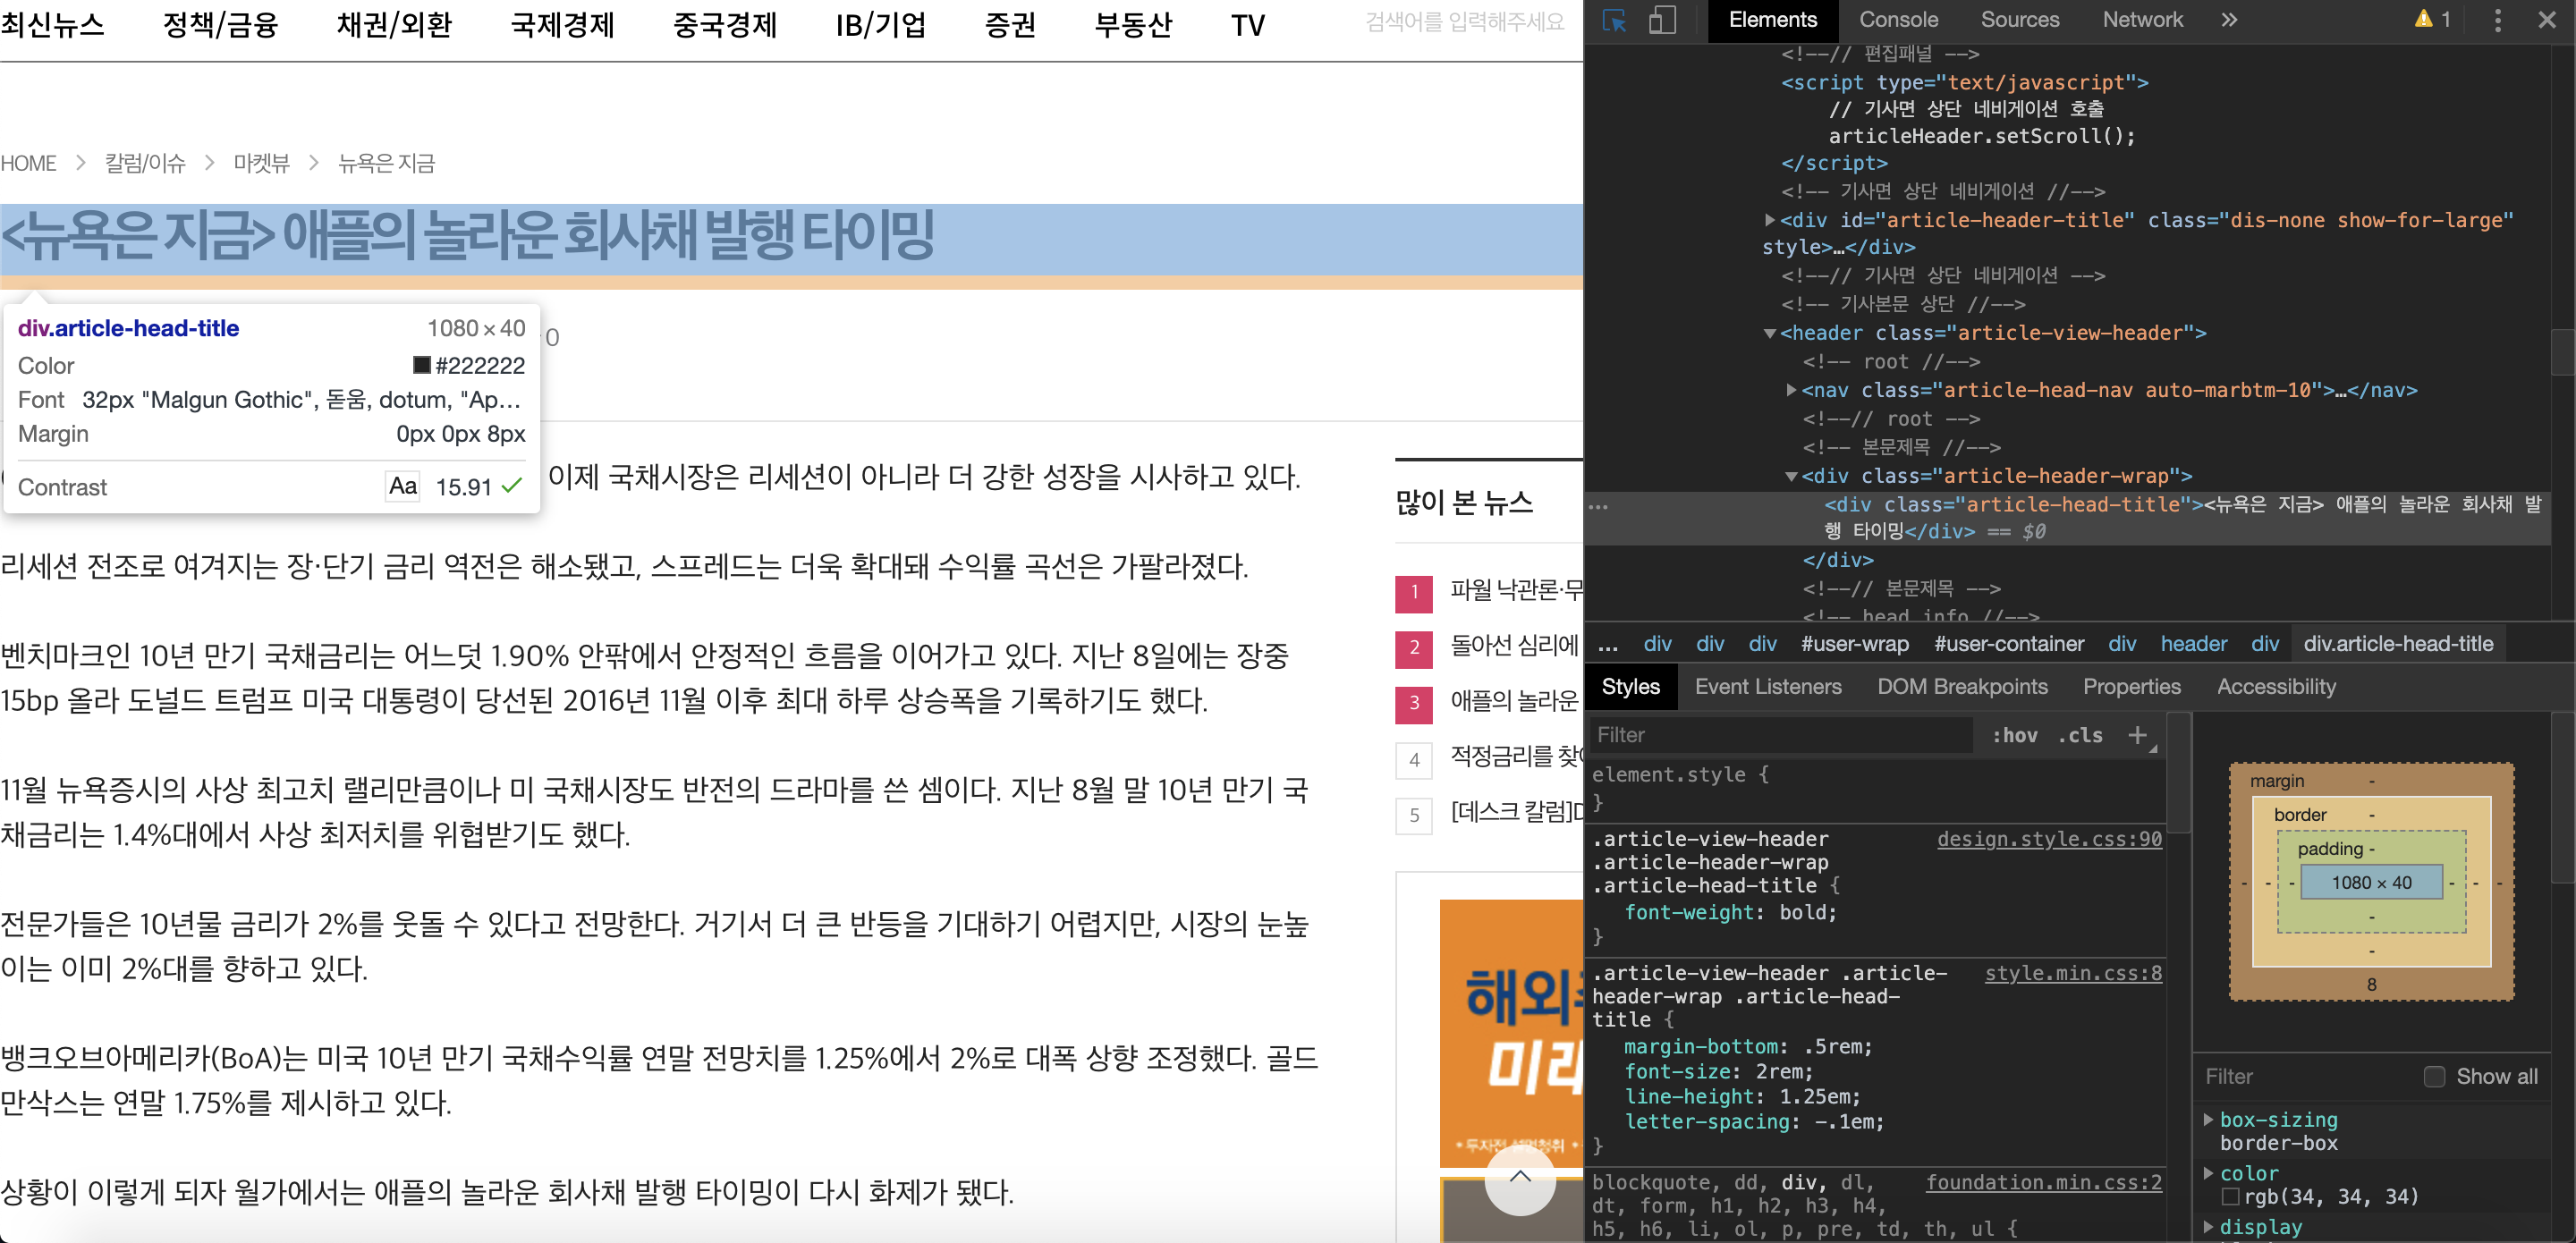 최신뉴스 정책/금융 채권/외환 국제경제 중국경제 IB/기업 증권 부동산 TV 검색어를 입력해주세요
HOME > 칼럼/이슈 > 마켓뷰 > 뉴욕은 지금
<뉴욕은 지금> 애플의 놀라운 회사채 발행 타이밍
div.article-head-title 1080 × 40
0
Color #222222
Font 32px "Malgun Gothic", 돋움, dotum, "Ap…
Margin 0px 0px 8px
Contrast Aa 15.91
이제 국채시장은 리세션이 아니라 더 강한 성장을 시사하고 있다.
리세션 전조로 여겨지는 장·단기 금리 역전은 해소됐고, 스프레드는 더욱 확대돼 수익률 곡선은 가팔라졌다.
벤치마크인 10년 만기 국채금리는 어느덧 1.90% 안팎에서 안정적인 흐름을 이어가고 있다. 지난 8일에는 장중
15bp 올라 도널드 트럼프 미국 대통령이 당선된 2016년 11월 이후 최대 하루 상승폭을 기록하기도 했다.
11월 뉴욕증시의 사상 최고치 랠리만큼이나 미 국채시장도 반전의 드라마를 쓴 셈이다. 지난 8월 말 10년 만기 국
채금리는 1.4%대에서 사상 최저치를 위협받기도 했다.
전문가들은 10년물 금리가 2%를 웃돌 수 있다고 전망한다. 거기서 더 큰 반등을 기대하기 어렵지만, 시장의 눈높
이는 이미 2%대를 향하고 있다.
뱅크오브아메리카(BoA)는 미국 10년 만기 국채수익률 연말 전망치를 1.25%에서 2%로 대폭 상향 조정했다. 골드
만삭스는 연말 1.75%를 제시하고 있다.
상황이 이렇게 되자 월가에서는 애플의 놀라운 회사채 발행 타이밍이 다시 화제가 됐다.
많이 본 뉴스
1 파월 낙관론·무
2 돌아선 심리에
3 애플의 놀라운
4 적정금리를 찾
5 [데스크 칼럼]
해외
미래
Elements Console Sources Network » 1
<!--// 편집패널 -->
<script type="text/javascript">
// 기사면 상단 네비게이션 호출
articleHeader.setScroll();
</script>
<!-- 기사면 상단 네비게이션 //-->
<div id="article-header-title" class="dis-none show-for-large"
style>…</div>
<!--// 기사면 상단 네비게이션 -->
<!-- 기사본문 상단 //-->
<header class="article-view-header">
<!-- root //-->
<nav class="article-head-nav auto-marbtm-10">…</nav>
<!--// root -->
<!-- 본문제목 //-->
<div class="article-header-wrap">
<div class="article-head-title"><뉴욕은 지금> 애플의 놀라운 회사채 발
행 타이밍</div> == $0
</div>
<!--// 본문제목 -->
<!-- head info //-->
… div div div #user-wrap #user-container div header div div.article-head-title
Styles Event Listeners DOM Breakpoints Properties Accessibility
Filter :hov .cls +
element.style {
}
.article-view-header design.style.css:90
.article-header-wrap
.article-head-title {
font-weight: bold;
}
.article-view-header .article- style.min.css:8
header-wrap .article-head-
title {
margin-bottom: .5rem;
font-size: 2rem;
line-height: 1.25em;
letter-spacing: -.1em;
}
blockquote, dd, div, dl, foundation.min.css:2
dt, form, h1, h2, h3, h4,
h5, h6, li, ol, p, pre, td, th, ul {
margin -
border -
padding -
- - - 1080 × 40 - - -
-
-
8
Filter Show all
box-sizing
border-box
color
rgb(34, 34, 34)
display